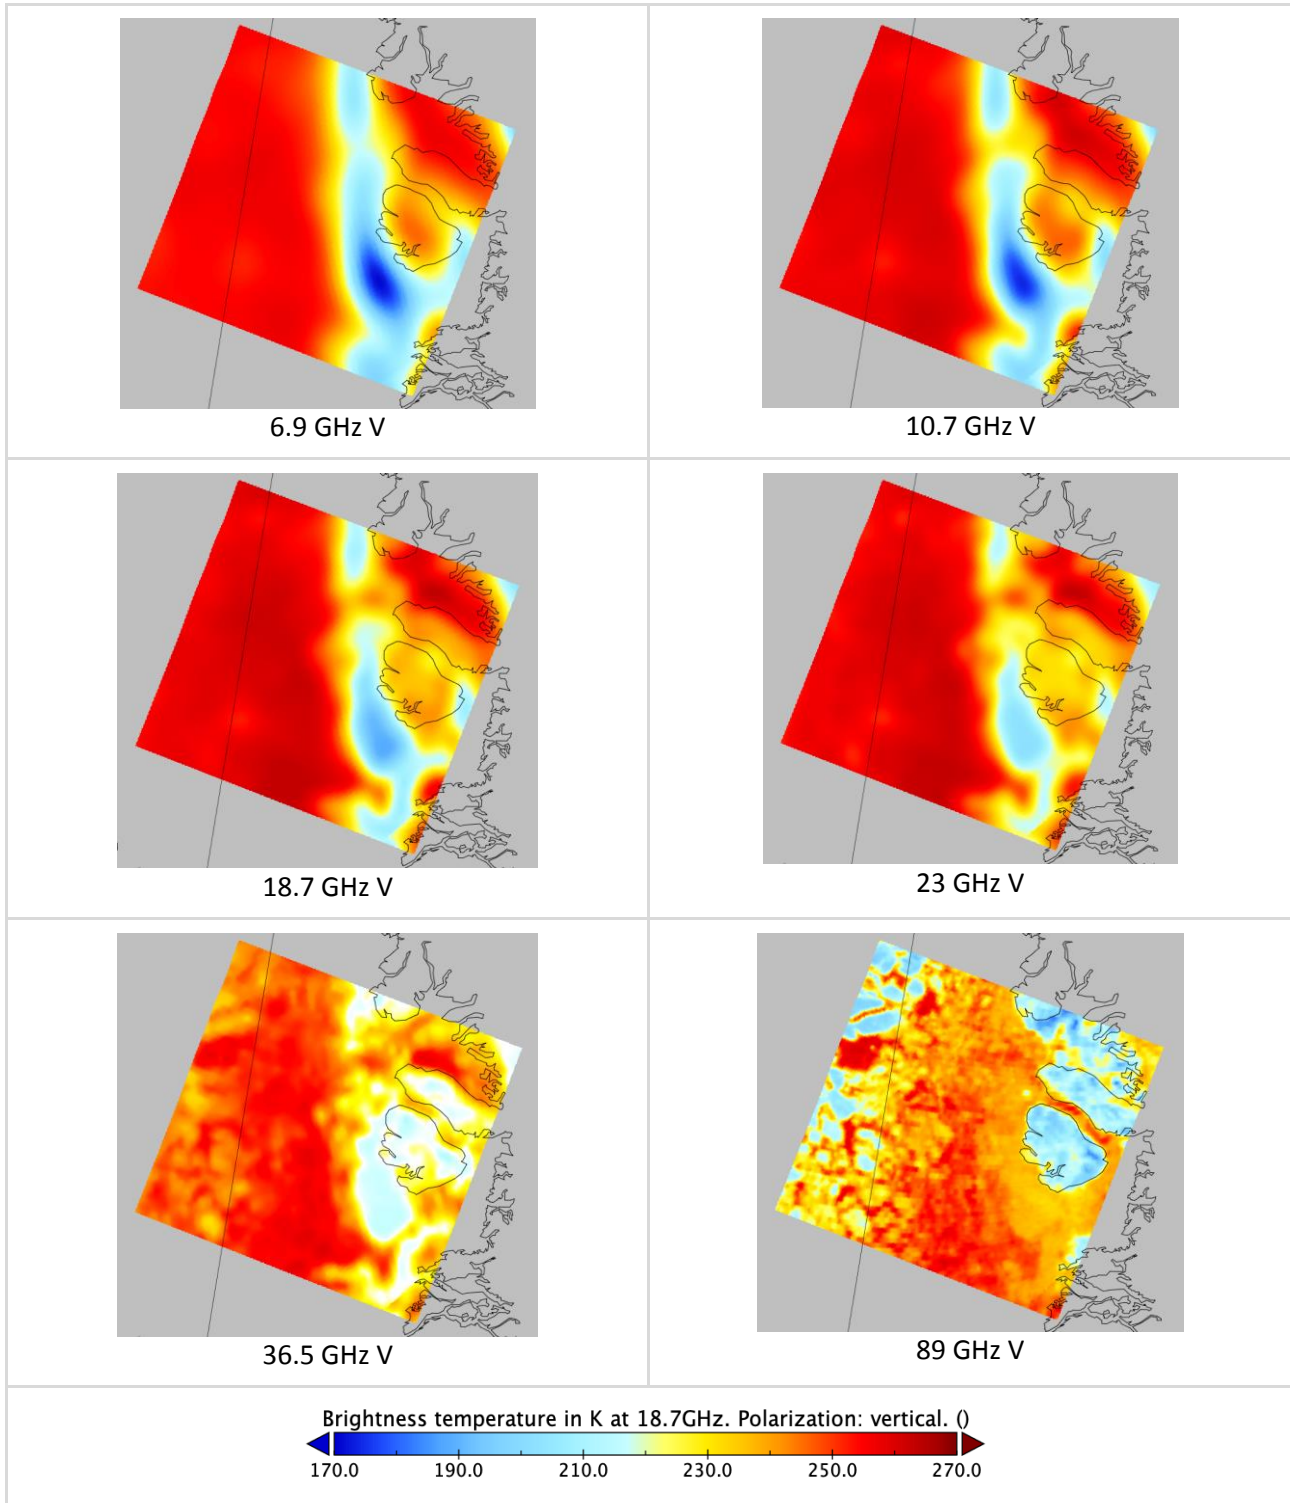 6.9 GHz V
10.7 GHz V
18.7 GHz V
23 GHz V
36.5 GHz V
89 GHz V
Brightness temperature in K at 18.7GHz. Polarization: vertical. ()
170.0 190.0 210.0 230.0 250.0 270.0